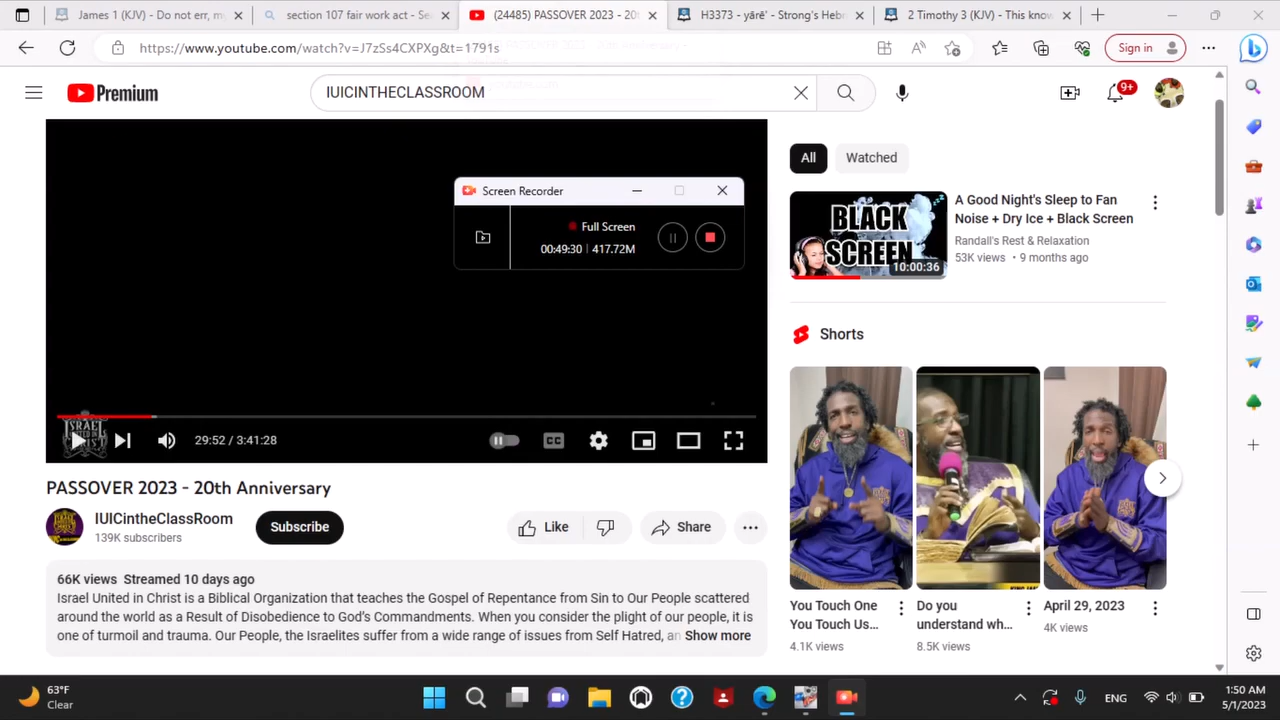 James 1 (KJV) - Do not err, m
section 107 fair work act - Se
(24485) PASSOVER 2023 - 20t
H3373 - yārē' - Strong's Heb
2 Timothy 3 (KJV) - This know
https://www.youtube.com/watch?v=J7zSs4CXPXg&t=1791s
Sign in
Premium
IUICINTHECLASSROOM
9+
All
Watched
Screen Recorder
Full Screen
00:49:30 417.72M
BLACK
SCREEN
10:00:36
A Good Night's Sleep to Fan
Noise + Dry Ice + Black Screen
Randall's Rest & Relaxation
53K views • 9 months ago
Shorts
ISRAEL
UNITED IN
CHRIST
29:52 / 3:41:28
CC
PASSOVER 2023 - 20th Anniversary
IUICintheClassRoom
139K subscribers
Subscribe
Like
Share
66K views Streamed 10 days ago
Israel United in Christ is a Biblical Organization that teaches the Gospel of Repentance from Sin to Our People scattered
around the world as a Result of Disobedience to God's Commandments. When you consider the plight of our people, it is
one of turmoil and trauma. Our People, the Israelites suffer from a wide range of issues from Self Hatred, an Show more
You Touch One
You Touch Us...
4.1K views
Do you
understand wh...
8.5K views
April 29, 2023
4K views
63°F
Clear
ENG
1:50 AM
5/1/2023